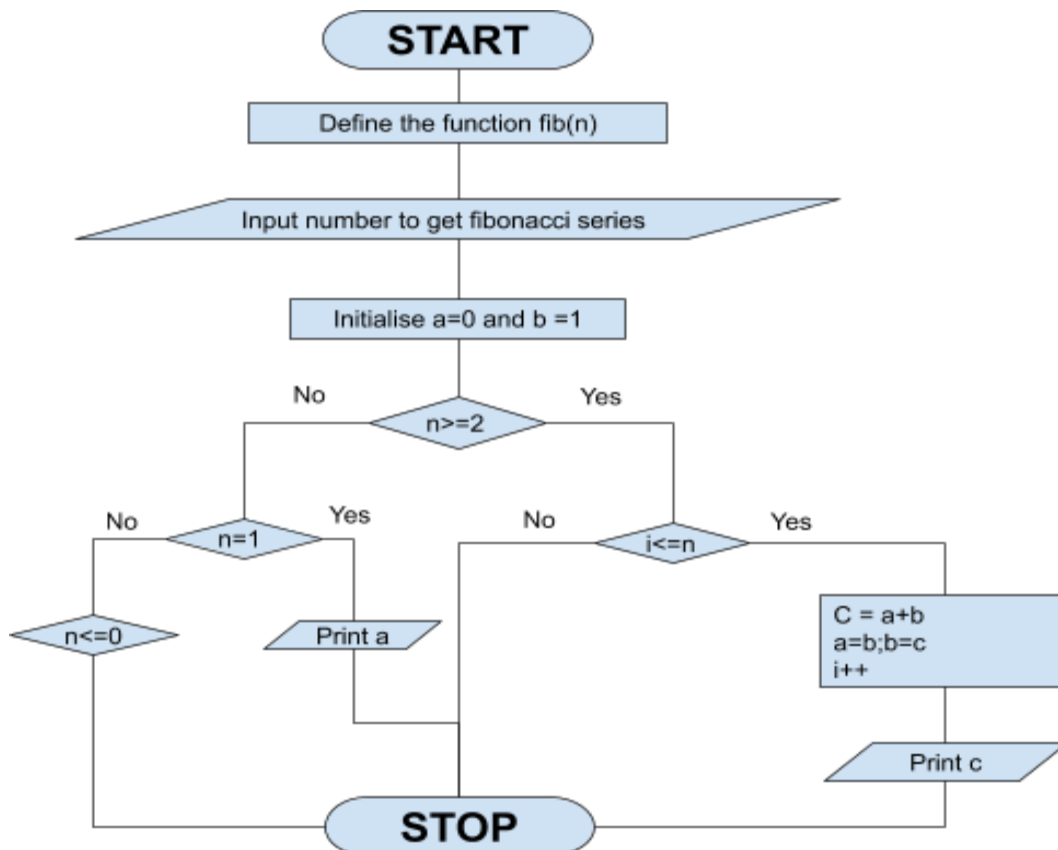 START
Define the function fib(n)
Input number to get fibonacci series
Initialise a=0 and b =1
No
Yes
n>=2
No
Yes
n=1
No
Yes
i<=n
n<=0
Print a
C = a+b
a=b;b=c
i++
Print c
STOP